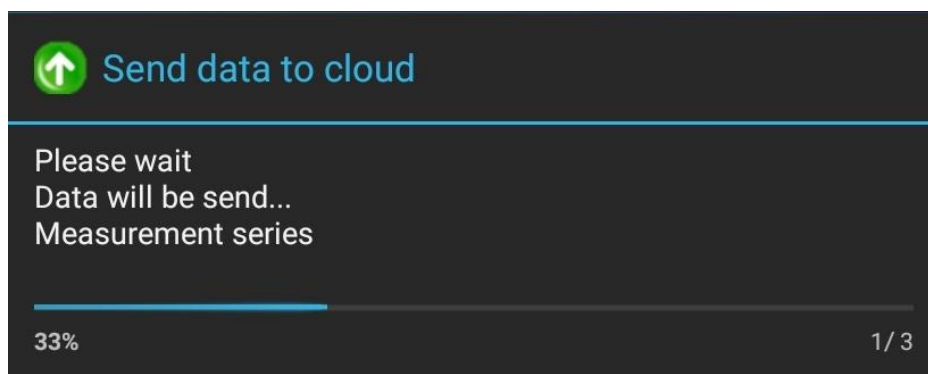 Send data to cloud
Please wait
Data will be send...
Measurement series
33%
1/ 3